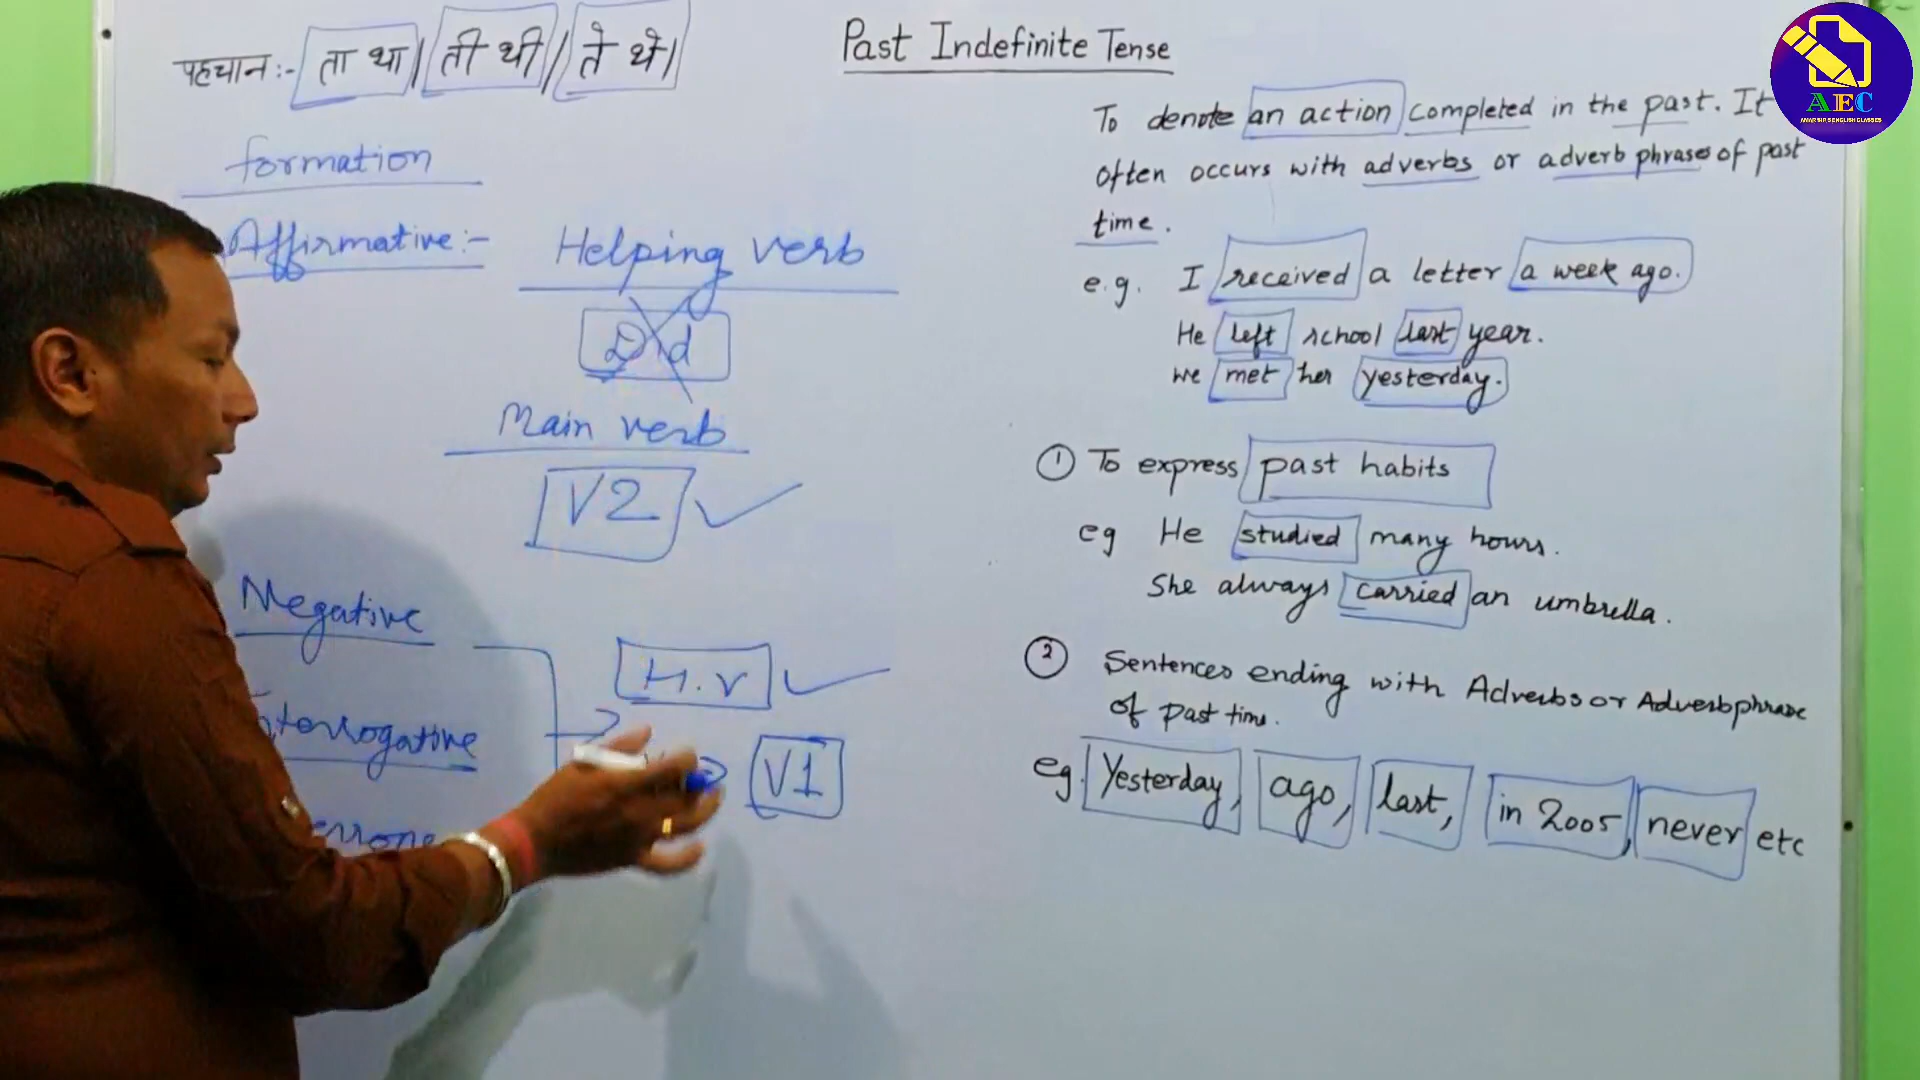 पहचान:- ता था / ती थी / ते थे।
formation
Affirmative:-
Helping verb
Did
Main verb
V2
Negative
H.V
Interrogative
V1
Past Indefinite Tense
To denote an action completed in the past. It
often occurs with adverbs or adverb phrases of past
time.
e.g. I received a letter a week ago.
He left school last year.
We met her yesterday.
① To express past habits
eg He studied many hours.
She always carried an umbrella.
② Sentences ending with Adverbs or Adverb phrase
of past time.
eg. Yesterday, ago, last, in 2005, never etc
AEC